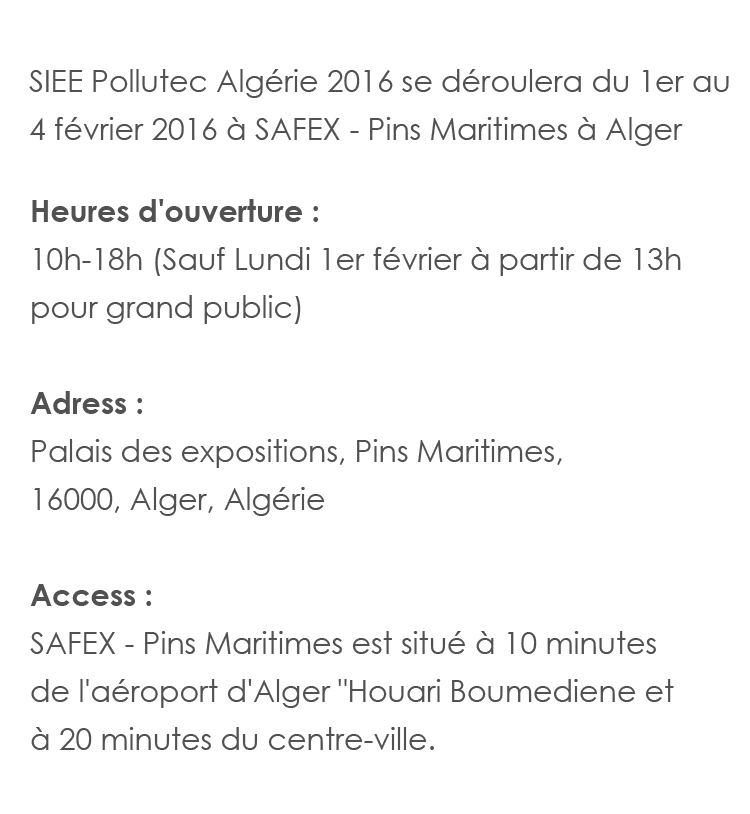 SIEE Pollutec Algérie 2016 se déroulera du 1er au
4 février 2016 à SAFEX - Pins Maritimes à Alger
Heures d'ouverture :
10h-18h (Sauf Lundi 1er février à partir de 13h
pour grand public)
Adress :
Palais des expositions, Pins Maritimes,
16000, Alger, Algérie
Access :
SAFEX - Pins Maritimes est situé à 10 minutes
de l'aéroport d'Alger "Houari Boumediene et
à 20 minutes du centre-ville.